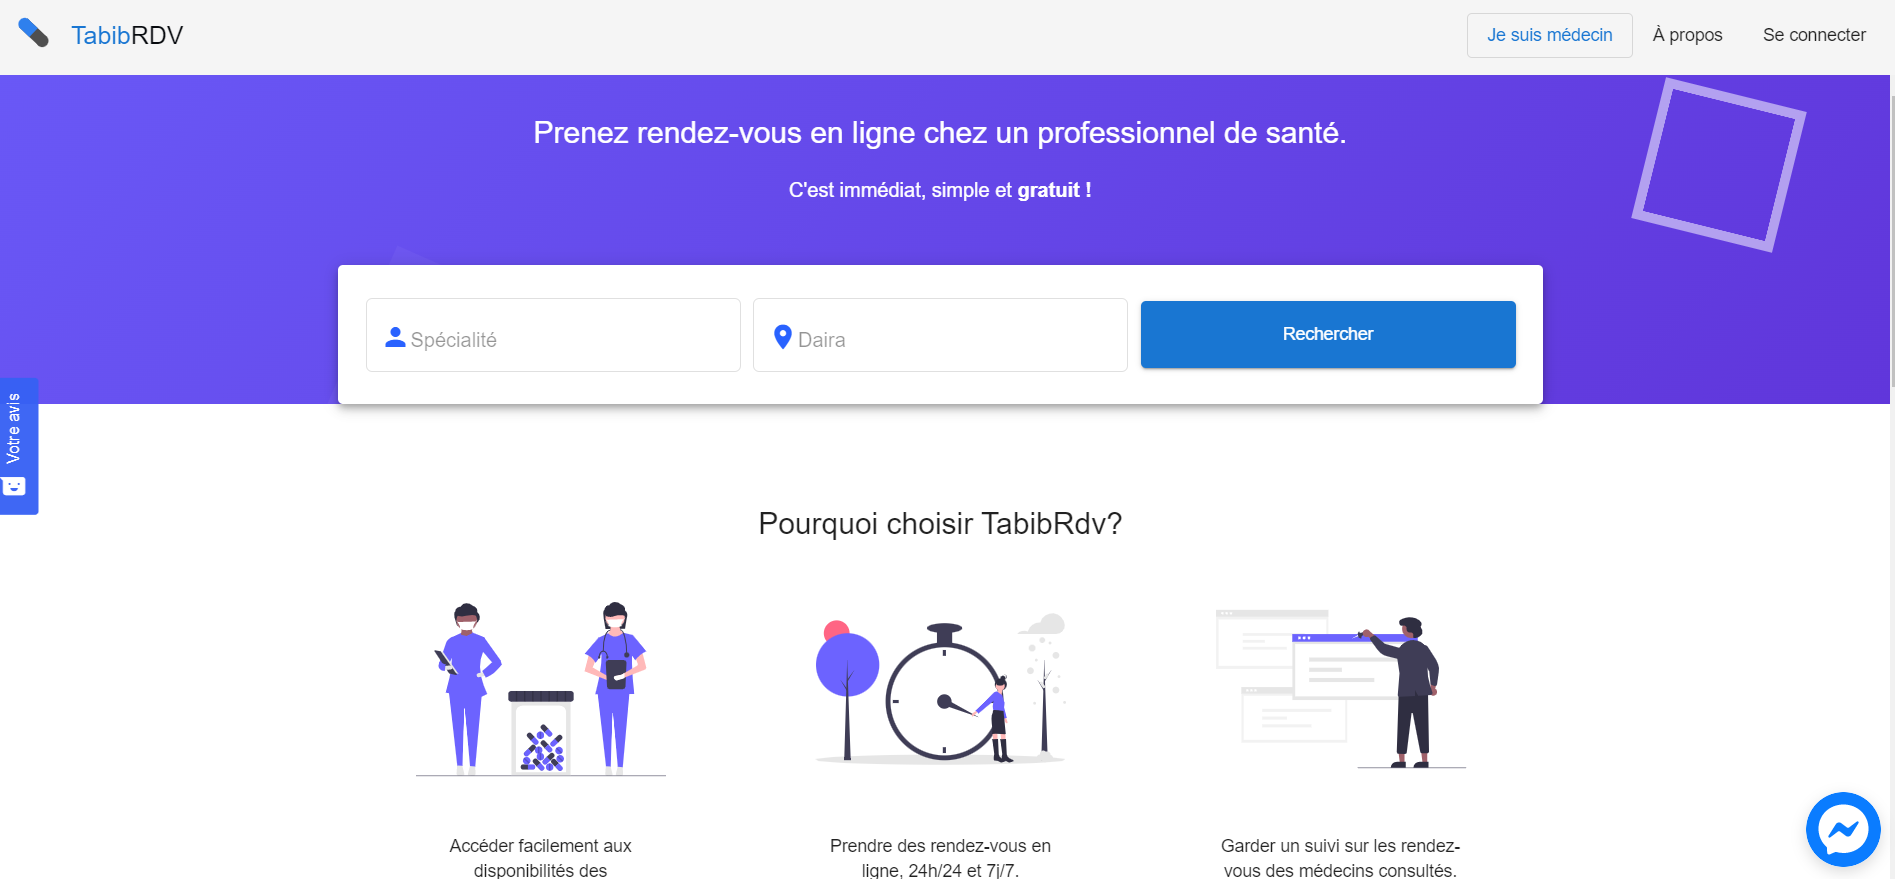 TabibRDV
Je suis médecin
À propos
Se connecter
Prenez rendez-vous en ligne chez un professionnel de santé.
C'est immédiat, simple et gratuit !
Spécialité
Daira
Rechercher
Votre avis
Pourquoi choisir TabibRdv?
Accéder facilement aux
disponibilités des
Prendre des rendez-vous en
ligne, 24h/24 et 7j/7.
Garder un suivi sur les rendez-
vous des médecins consultés.